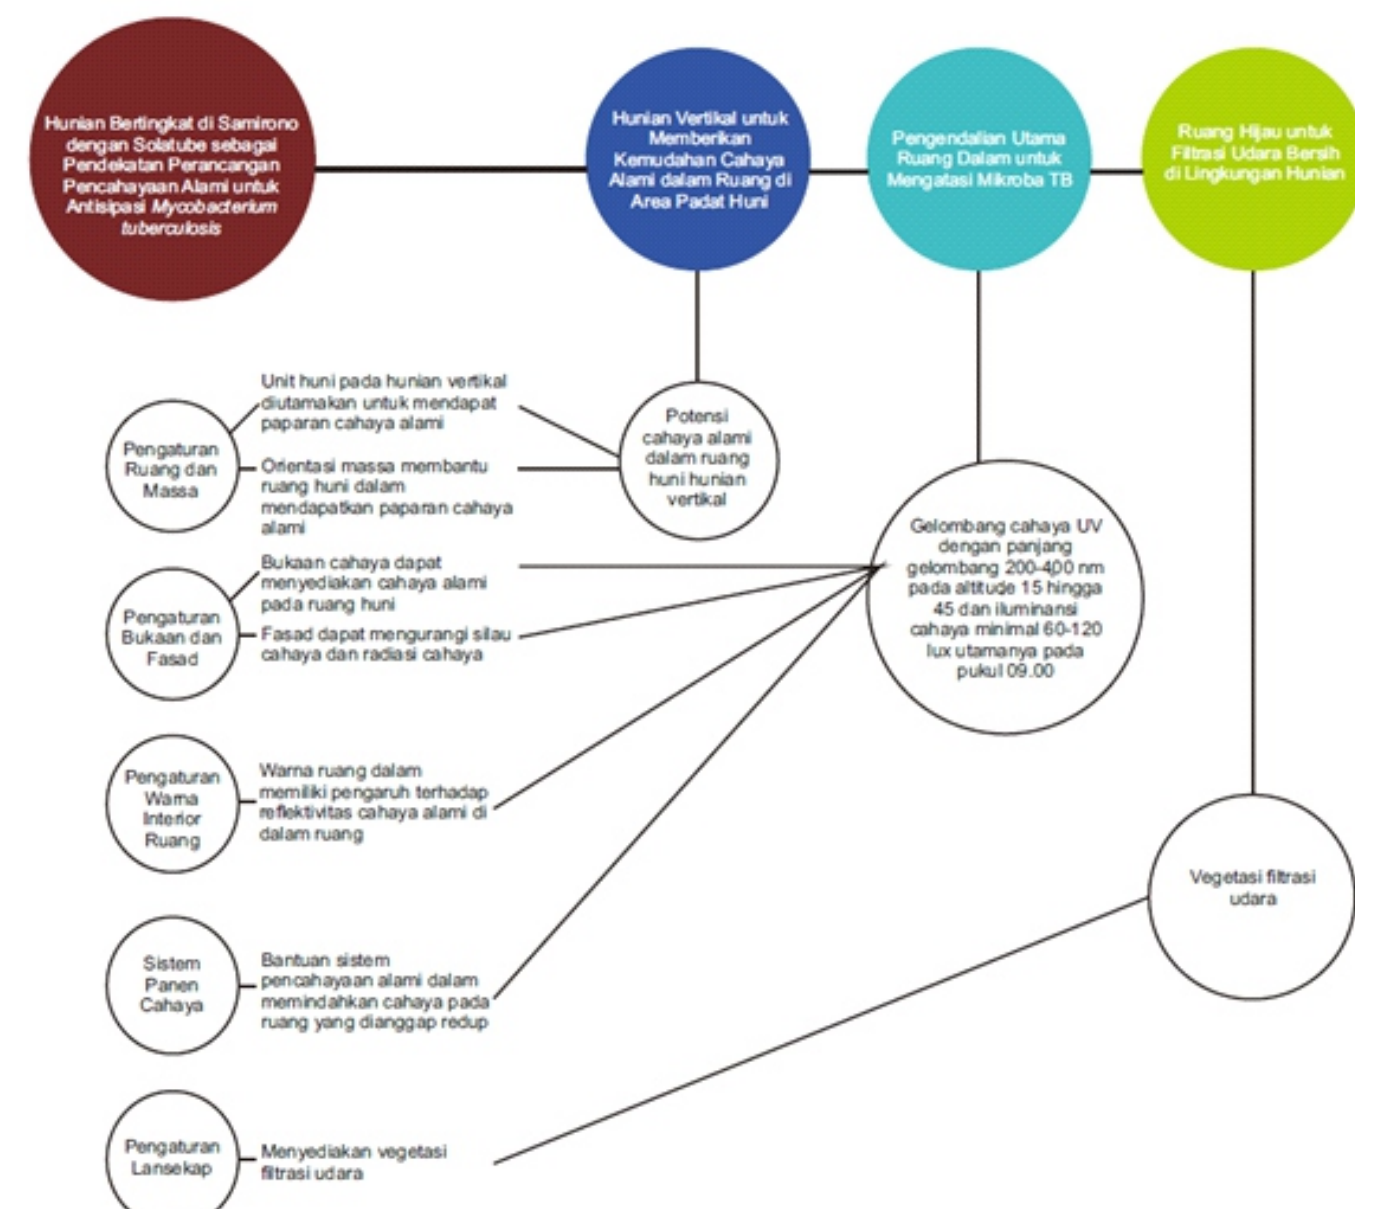 Hunian Bertingkat di Samirono
dengan Solatube sebagai
Pendekatan Perancangan
Pencahayaan Alami untuk
Antisipasi Mycobacterium
tuberculosis
Hunian Vertikal untuk
Memberikan
Kemudahan Cahaya
Alami dalam Ruang di
Area Padat Huni
Pengendalian Utama
Ruang Dalam untuk
Mengatasi Mikroba TB
Ruang Hijau untuk
Filtrasi Udara Bersih
di Lingkungan Hunian
Pengaturan
Ruang dan
Massa
Unit huni pada hunian vertikal
diutamakan untuk mendapat
paparan cahaya alami
Orientasi massa membantu
ruang huni dalam
mendapatkan paparan cahaya
alami
Potensi
cahaya alami
dalam ruang
huni hunian
vertikal
Pengaturan
Bukaan dan
Fasad
Bukaan cahaya dapat
menyediakan cahaya alami
pada ruang huni
Fasad dapat mengurangi silau
cahaya dan radiasi cahaya
Gelombang cahaya UV
dengan panjang
gelombang 200-400 nm
pada altitude 15 hingga
45 dan iluminansi
cahaya minimal 60-120
lux utamanya pada
pukul 09.00
Pengaturan
Warna
Interior
Ruang
Warna ruang dalam
memiliki pengaruh terhadap
reflektivitas cahaya alami di
dalam ruang
Vegetasi filtrasi
udara
Sistem
Panen
Cahaya
Bantuan sistem
pencahayaan alami dalam
memindahkan cahaya pada
ruang yang dianggap redup
Pengaturan
Lansekap
Menyediakan vegetasi
filtrasi udara